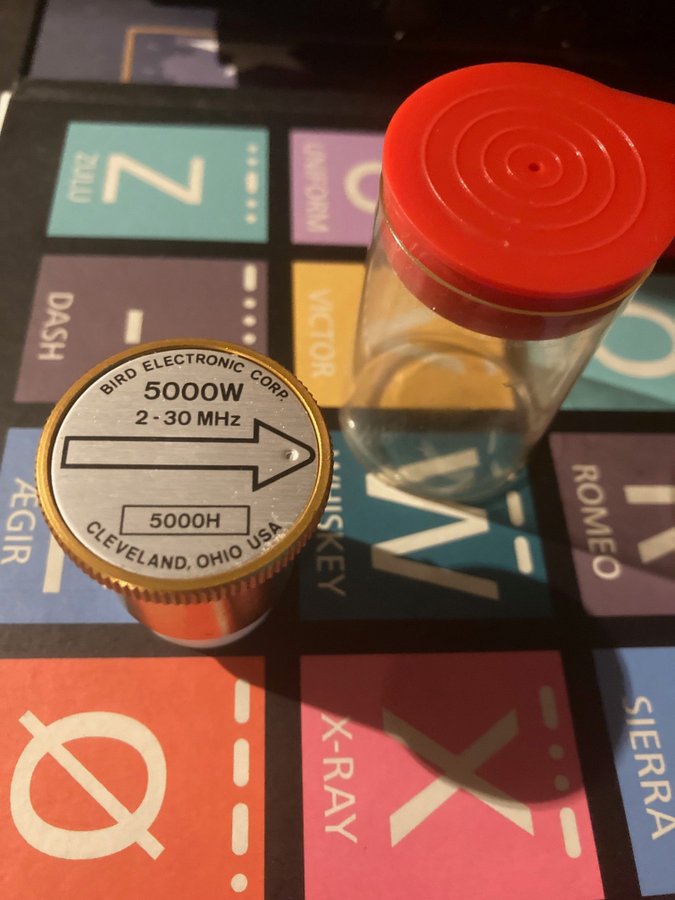 Z
ZULU
U
UNIFORM
-
DASH
VICTOR
O
BIRD ELECTRONIC CORP.
5000W
2 - 30 MHz
5000H
CLEVELAND, OHIO USA
ÆGIR
W
WHISKEY
R
ROMEO
Ø
X
X-RAY
SIERRA